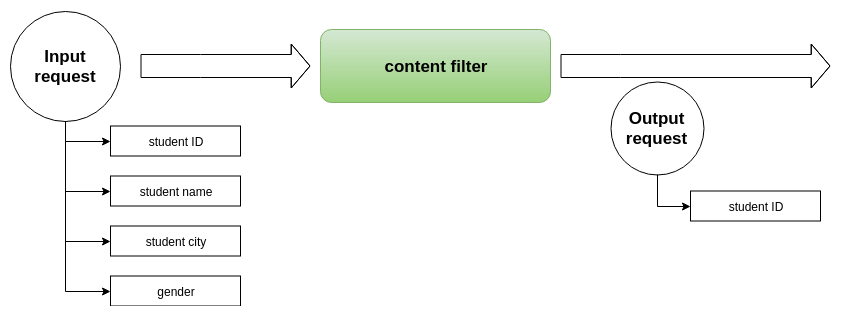 Input
request
content filter
Output
request
student ID
student name
student city
gender
student ID